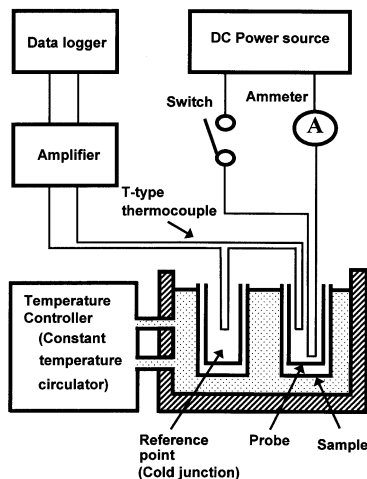 Data logger
DC Power source
Switch
Ammeter
A
Amplifier
T-type
thermocouple
Temperature
Controller
(Constant
temperature
circulator)
Reference
point
(Cold junction)
Probe
Sample